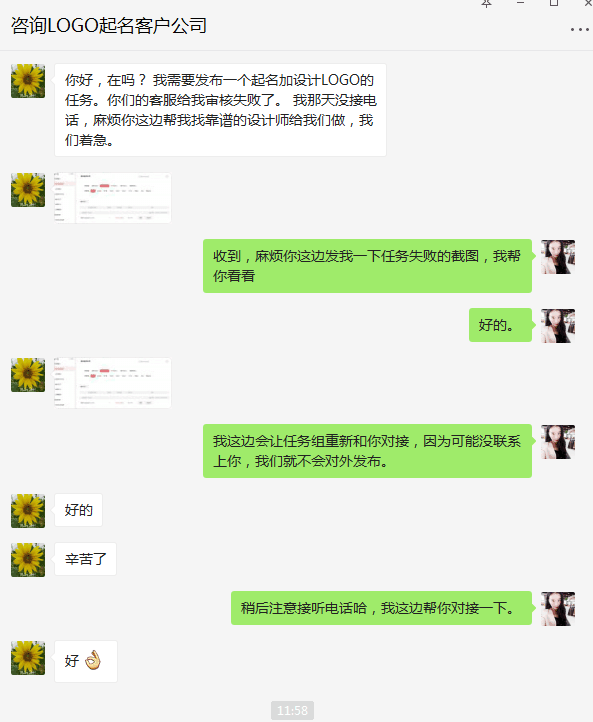 咨询LOGO起名客户公司
你好，在吗？ 我需要发布一个起名加设计LOGO的
任务。你们的客服给我审核失败了。 我那天没接电
话，麻烦你这边帮我找靠谱的设计师给我们做，我
们着急。
收到，麻烦你这边发我一下任务失败的截图，我帮
你看看
好的。
我这边会让任务组重新和你对接，因为可能没联系
上你，我们就不会对外发布。
好的
辛苦了
稍后注意接听电话哈，我这边帮你对接一下。
好
11:58